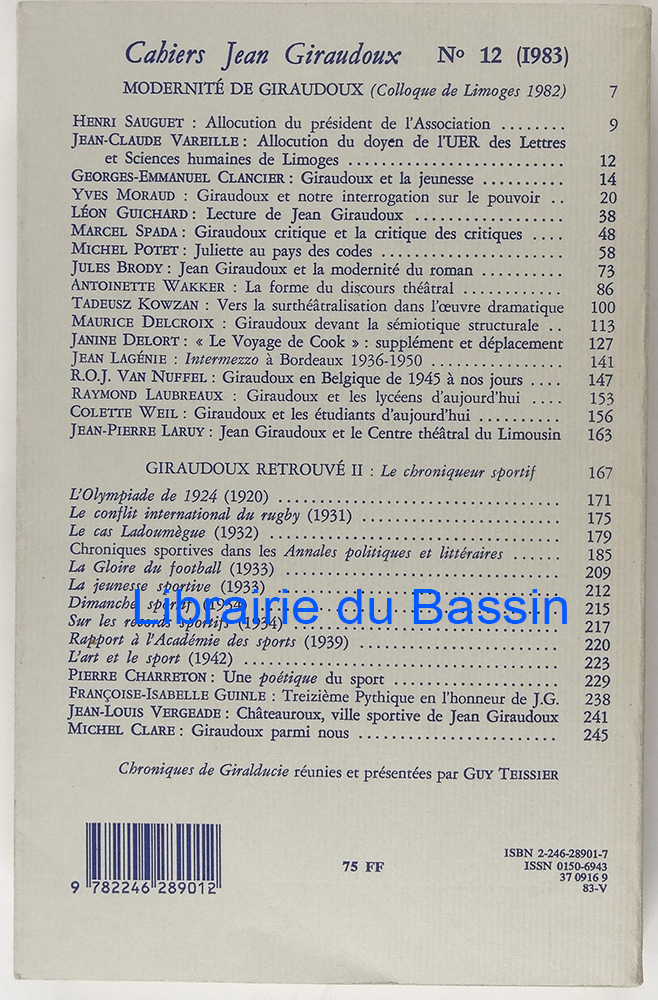 Cahiers Jean Giraudoux No 12 (1983)
MODERNITÉ DE GIRAUDOUX (Colloque de Limoges 1982) 7
HENRI SAUGUET : Allocution du président de l'Association ........ 9
JEAN-CLAUDE VAREILLE : Allocution du doyen de l'UER des Lettres
et Sciences humaines de Limoges ........................... 12
GEORGES-EMMANUEL CLANCIER : Giraudoux et la jeunesse .......... 14
YVES MORAUD : Giraudoux et notre interrogation sur le pouvoir .. 20
LÉON GUICHARD : Lecture de Jean Giraudoux .................. 38
MARCEL SPADA : Giraudoux critique et la critique des critiques .... 48
MICHEL POTET : Juliette au pays des codes ...................... 58
JULES BRODY : Jean Giraudoux et la modernité du roman .......... 73
ANTOINETTE WAKKER : La forme du discours théâtral ............. 86
TADEUSZ KOWZAN : Vers la surthéâtralisation dans l'œuvre dramatique 100
MAURICE DELCROIX : Giraudoux devant la sémiotique structurale .. 113
JANINE DELORT : « Le Voyage de Cook » : supplément et déplacement 127
JEAN LAGÉNIE : Intermezzo à Bordeaux 1936-1950 ................ 141
R.O.J. VAN NUFFEL : Giraudoux en Belgique de 1945 à nos jours .... 147
RAYMOND LAUBREAUX : Giraudoux et les lycéens d'aujourd'hui .... 153
COLETTE WEIL : Giraudoux et les étudiants d'aujourd'hui .......... 156
JEAN-PIERRE LARUY : Jean Giraudoux et le Centre théâtral du Limousin 163
GIRAUDOUX RETROUVÉ II : Le chroniqueur sportif 167
L'Olympiade de 1924 (1920) .................................. 171
Le conflit international du rugby (1931) ......................... 175
Le cas Ladoumègue (1932) .................................... 179
Chroniques sportives dans les Annales politiques et littéraires ...... 185
La Gloire du football (1933) .................................. 209
La jeunesse sportive (1933) ................................... 212
Dimanche sportif (1934) ..................................... 215
Sur les records sportifs (1934) ................................. 217
Rapport à l'Académie des sports (1939) ......................... 220
L'art et le sport (1942) ....................................... 223
PIERRE CHARRETON : Une poétique du sport .................... 229
FRANÇOISE-ISABELLE GUINLE : Treizième Pythique en l'honneur de J.G. 238
JEAN-LOUIS VERGEADE : Châteauroux, ville sportive de Jean Giraudoux 241
MICHEL CLARE : Giraudoux parmi nous ......................... 245
Librairie du Bassin
Chroniques de Giralducie réunies et présentées par GUY TEISSIER
9 782246 289012
75 FF
ISBN 2-246-28901-7
ISSN 0150-6943
37 0916 9
83-V